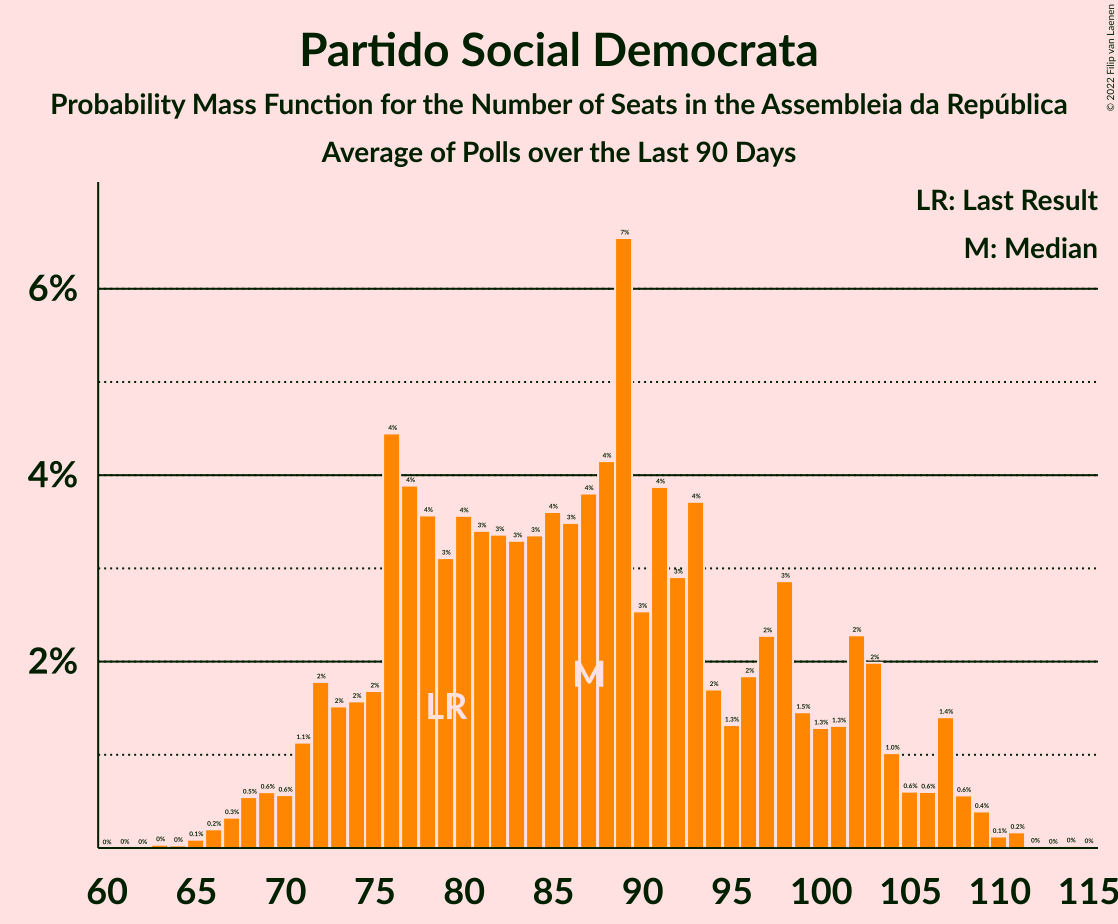 Partido Social Democrata
Probability Mass Function for the Number of Seats in the Assembleia da República
Average of Polls over the Last 90 Days
© 2022 Filip van Laenen
LR: Last Result
M: Median
6%
4%
2%
0% 0% 0% 0% 0% 0.1% 0.2% 0.3% 0.5% 0.6% 0.6% 1.1% 2% 2% 2% 2% 4% 4% 4% 3% 4% 3% 3% 3% 3% 4% 3% 4% 4% 7% 3% 4% 3% 4% 2% 1.3% 2% 2% 3% 1.5% 1.3% 1.3% 2% 2% 1.0% 0.6% 0.6% 1.4% 0.6% 0.4% 0.1% 0.2% 0% 0% 0% 0%
LR
M
60 65 70 75 80 85 90 95 100 105 110 115